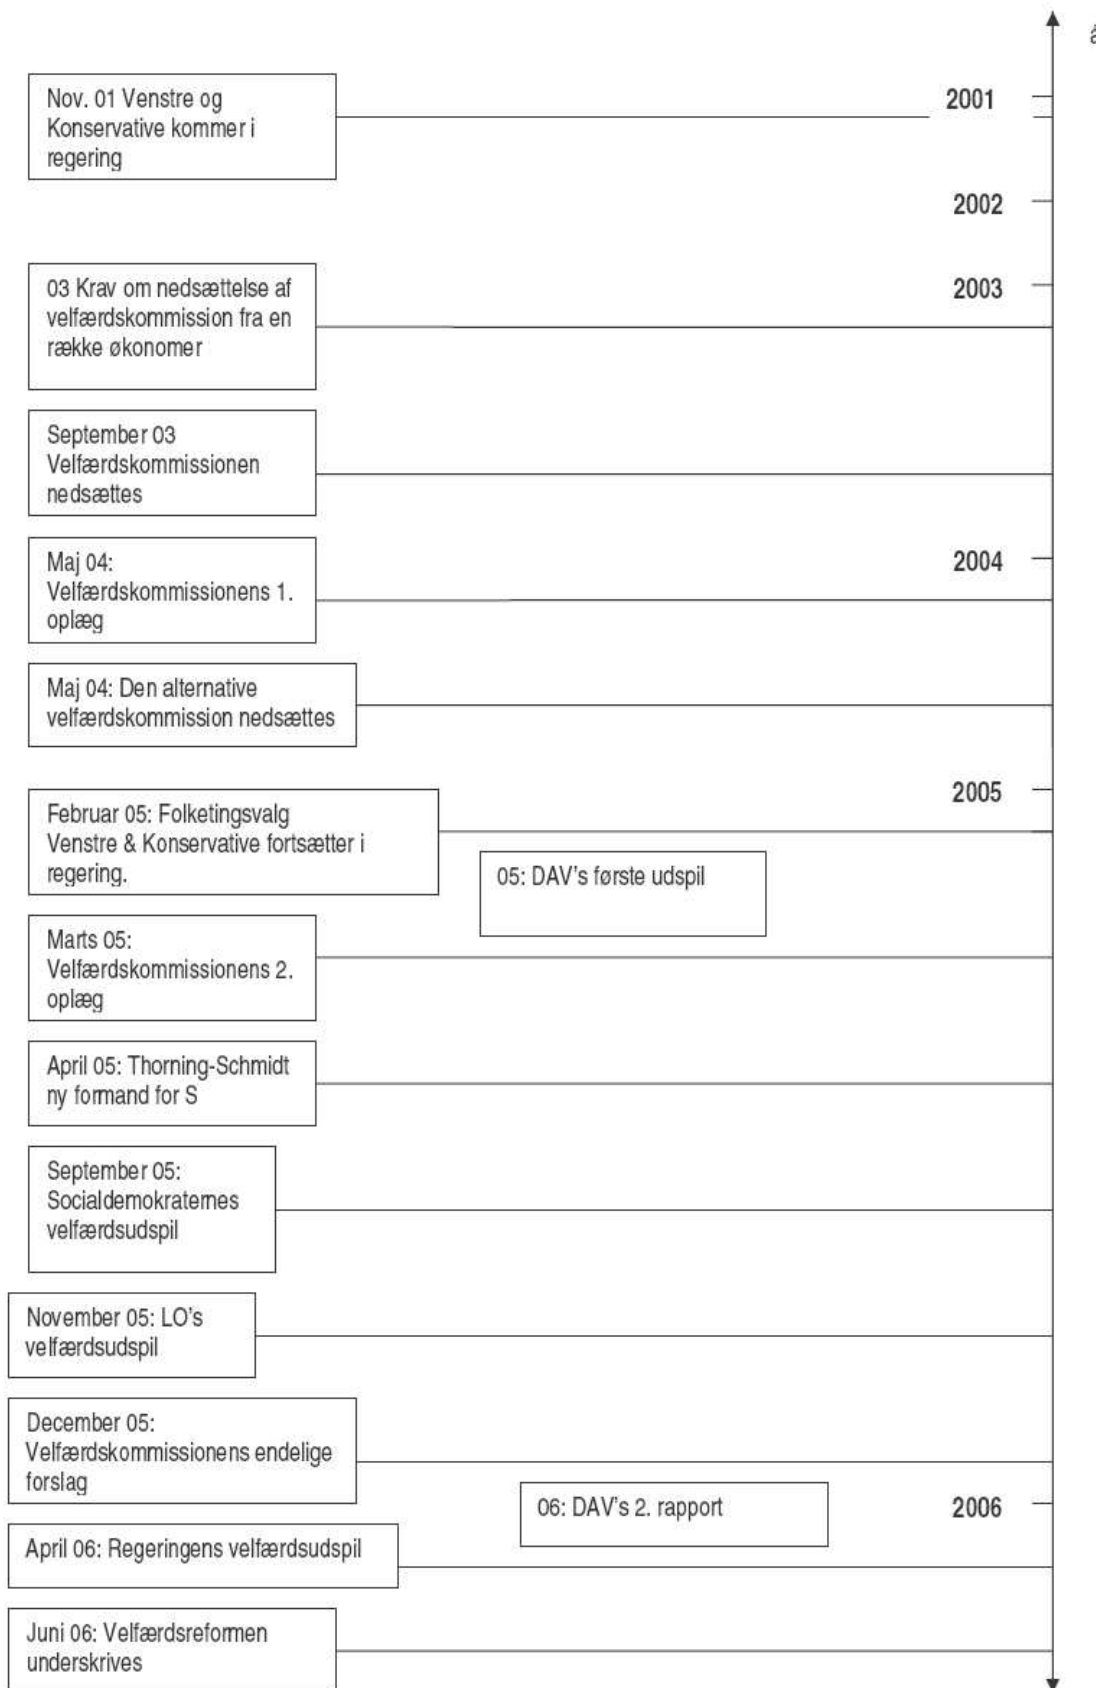 Nov. 01 Venstre og
Konservative kommer i
regering
2001
2002
03 Krav om nedsættelse af
velfærdskommission fra en
række økonomer
2003
September 03
Velfærdskommissionen
nedsættes
Maj 04:
Velfærdskommissionens 1.
oplæg
2004
Maj 04: Den alternative
velfærdskommission nedsættes
2005
Februar 05: Folketingsvalg
Venstre & Konservative fortsætter i
regering.
05: DAV's første udspil
Marts 05:
Velfærdskommissionens 2.
oplæg
April 05: Thorning-Schmidt
ny formand for S
September 05:
Socialdemokraternes
velfærdsudspil
November 05: LO's
velfærdsudspil
December 05:
Velfærdskommissionens endelige
forslag
06: DAV's 2. rapport
2006
April 06: Regeringens velfærdsudspil
Juni 06: Velfærdsreformen
underskrives